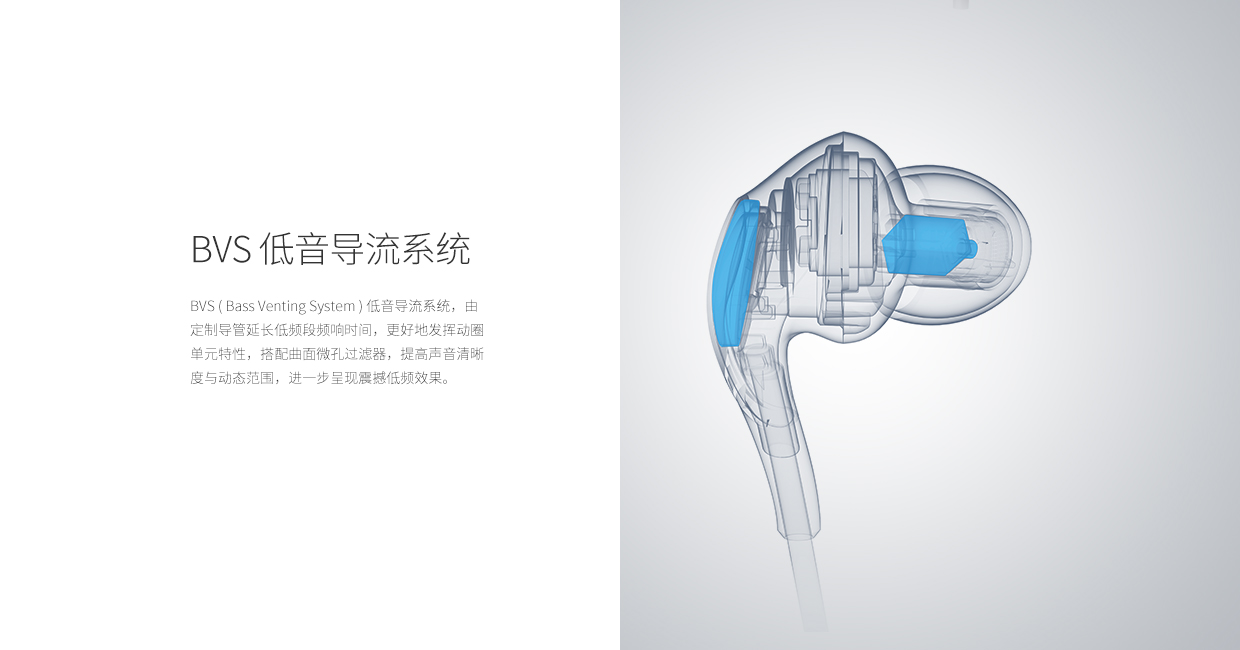 BVS 低音导流系统
BVS ( Bass Venting System ) 低音导流系统，由
定制导管延长低频段频响时间，更好地发挥动圈
单元特性，搭配曲面微孔过滤器，提高声音清晰
度与动态范围，进一步呈现震撼低频效果。